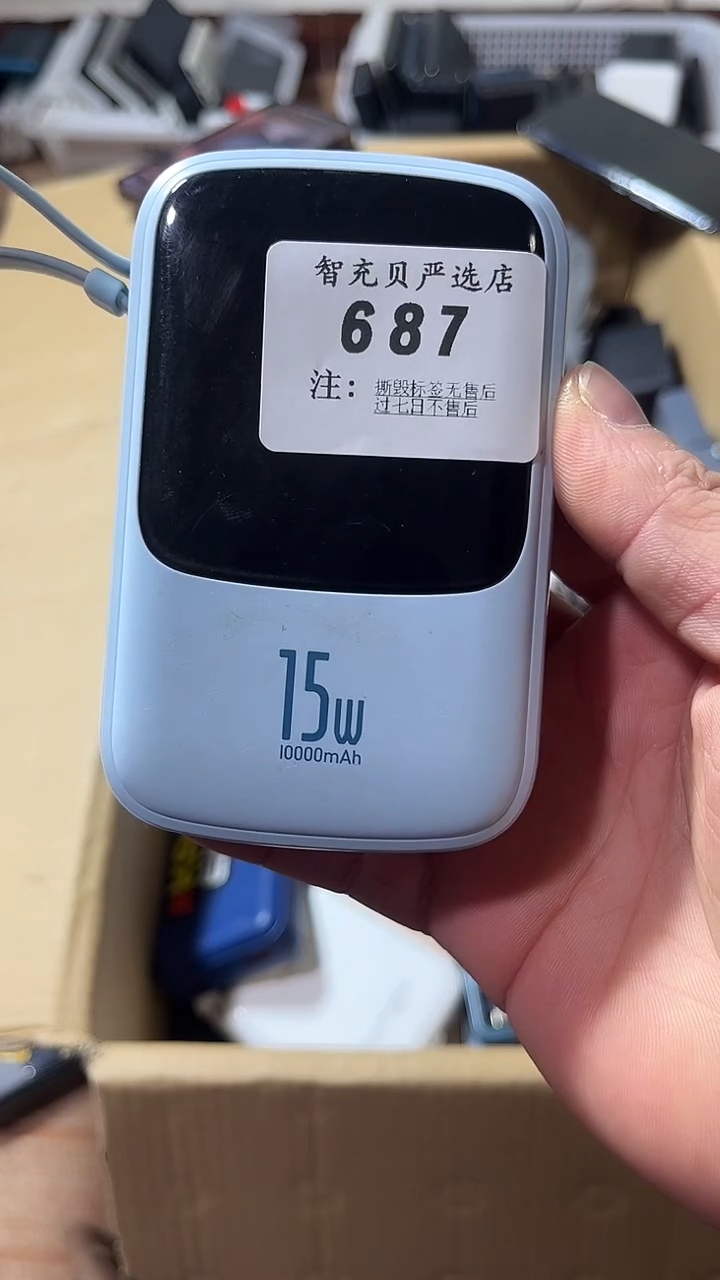 智充贝严选店
687
注：撕毁标签无售后
过七日不售后
15W
10000mAh